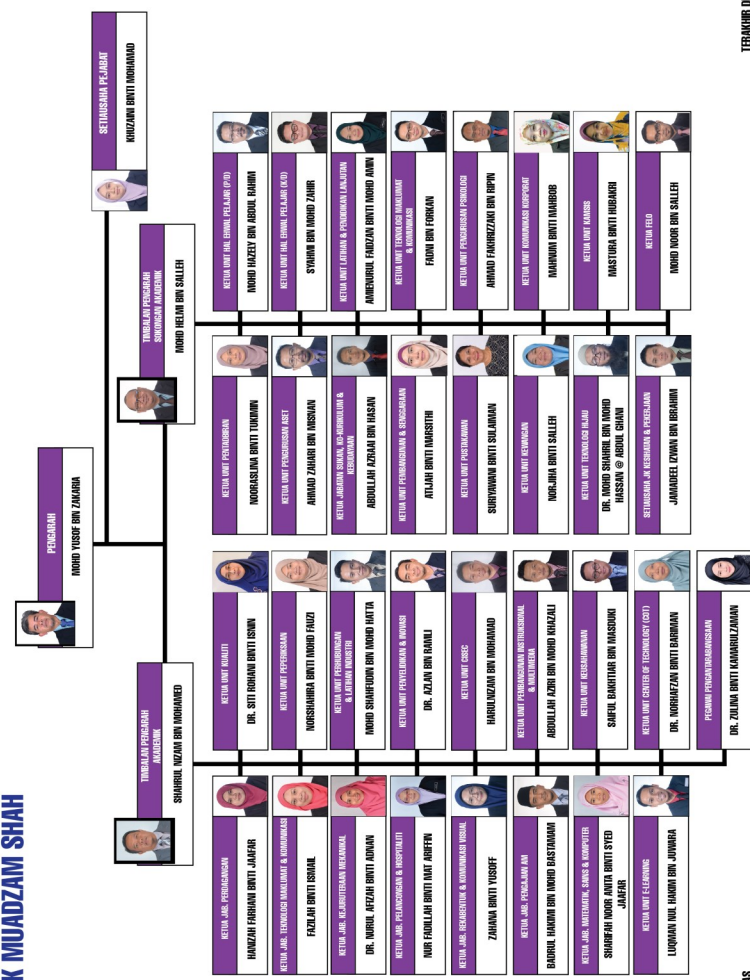 K MUADZAM SHAH
PENGARAH
MOHD YUSOF BIN ZAKARIA
SETIAUSAHA PEJABAT
KHUZAINI BINTI MOHAMAD
TIMBALAN PENGARAH
AKADEMIK
SHAHRUL NIZAM BIN MOHAMED
TIMBALAN PENGARAH
SOKONGAN AKADEMIK
MOHD HELMI BIN SALLEH
KETUA JAB. PERDAGANGAN
HANIZAH FARHANI BINTI JAAFAR
KETUA JAB. TEKNOLOGI MAKLUMAT & KOMUNIKASI
FAZILAH BINTI ISMAIL
KETUA JAB. KEJURUTERAAN MEKANIKAL
DR. NURUL AFIZAH BINTI ADNAN
KETUA JAB. PELANCONGAN & HOSPITALITI
NUR FADILLAH BINTI MAT ARIFFIN
KETUA JAB. REKABENTUK & KOMUNIKASI VISUAL
ZAHANA BINTI YUSOFF
KETUA JAB. PENGAJIAN AM
BADRUL HAKIM BIN MOHD BASTAMAM
KETUA JAB. MATEMATIK, SAINS & KOMPUTER
SHARIFAH NOOR ANITA BINTI SYED
JAAFAR
KETUA UNIT E-LEARNING
LUQMAN NUL HAKIM BIN JUWARA
KETUA UNIT KUALITI
DR. SITI ROHANI BINTI ISNIN
KETUA UNIT PEPERIKSAAN
NORSHAHIRA BINTI MOHD FAUZI
KETUA UNIT PERHUBUNGAN
& LATIHAN INDUSTRI
MOHD SHAHFUDIN BIN MOHD HATTA
KETUA UNIT PENYELIDIKAN & INOVASI
DR. AZLAN BIN RAMLI
KETUA UNIT CISEC
HARULNZAM BIN MOHAMAD
KETUA UNIT PEMBANGUNAN INSTRUKSIONAL
& MULTIMEDIA
ABDULLAH AZIRI BIN MOHD KHAZALI
KETUA UNIT KEUSAHAWANAN
SAIFUL BAKHTIAR BIN MASDUKI
KETUA UNIT CENTER OF TECHNOLOGY (COT)
DR. NORHAFZAN BINTI BARIMAN
PEGAWAI PENGANTARABANGSAAN
DR. ZULINA BINTI KAMARULZAMAN
KETUA UNIT PENTADBIRAN
NOORASLINA BINTI TUKIMIN
KETUA UNIT PENGURUSAN ASET
AHMAD ZAHARI BIN MISNAN
KETUA JABATAN SUKAN, KO-KURIKULUM &
KEBUDAYAAN
ABDULLAH AZRAAI BIN HASAN
KETUA UNIT PEMBANGUNAN & SENGGARAAN
ATIJAH BINTI MARSITHI
KETUA UNIT PUSTAKAWAN
SURIYAWANI BINTI SULAIMAN
KETUA UNIT KEWANGAN
NORJIHA BINTI SALLEH
KETUA UNIT TEKNOLOGI HIJAU
DR. MOHD SHAHRIL BIN MOHD
HASSAN @ ABDUL GHANI
SETIAUSAHA JK KESIHATAN & PEKERJAAN
JAMADEEL IZWAN BIN IBRAHIM
KETUA UNIT HAL EHWAL PELAJAR (P/D)
MOHD HAZELY BIN ABDUL RAHIM
KETUA UNIT HAL EHWAL PELAJAR (K/D)
SYAHMI BIN MOHD ZAHIR
KETUA UNIT LATIHAN & PENDIDIKAN LANJUTAN
AMIENURUL FAIDZAN BINTI MOHD AMIN
KETUA UNIT TEKNOLOGI MAKLUMAT
& KOMUNIKASI
FADNI BIN FORKAN
KETUA UNIT PENGURUSAN PSIKOLOGI
AHMAD FAKHRIZZAKI BIN RIPIN
KETUA UNIT KOMUNIKASI KORPORAT
MAHNUM BINTI MAHBOB
KETUA UNIT KAMSIS
MASTURA BINTI HUBAKRI
KETUA FELO
MOHD NOOR BIN SALLEH
TERAKHIR D